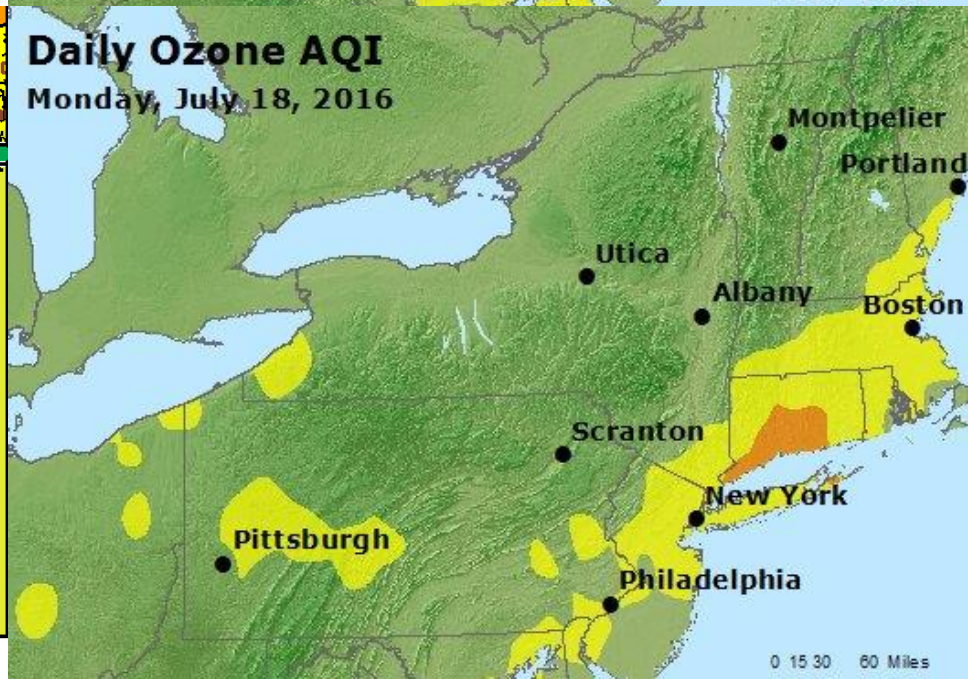 Daily Ozone AQI
Monday, July 18, 2016
Montpelier
Portland
Utica
Albany
Boston
Scranton
New York
Pittsburgh
Philadelphia
0 15 30 60 Miles